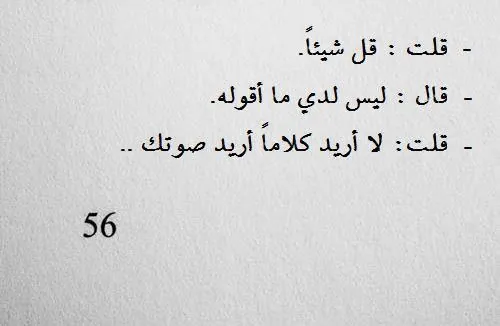 - قلت : قل شيئاً.
- قال : ليس لدي ما أقوله.
- قلت: لا أريد كلاماً أريد صوتك ..
56